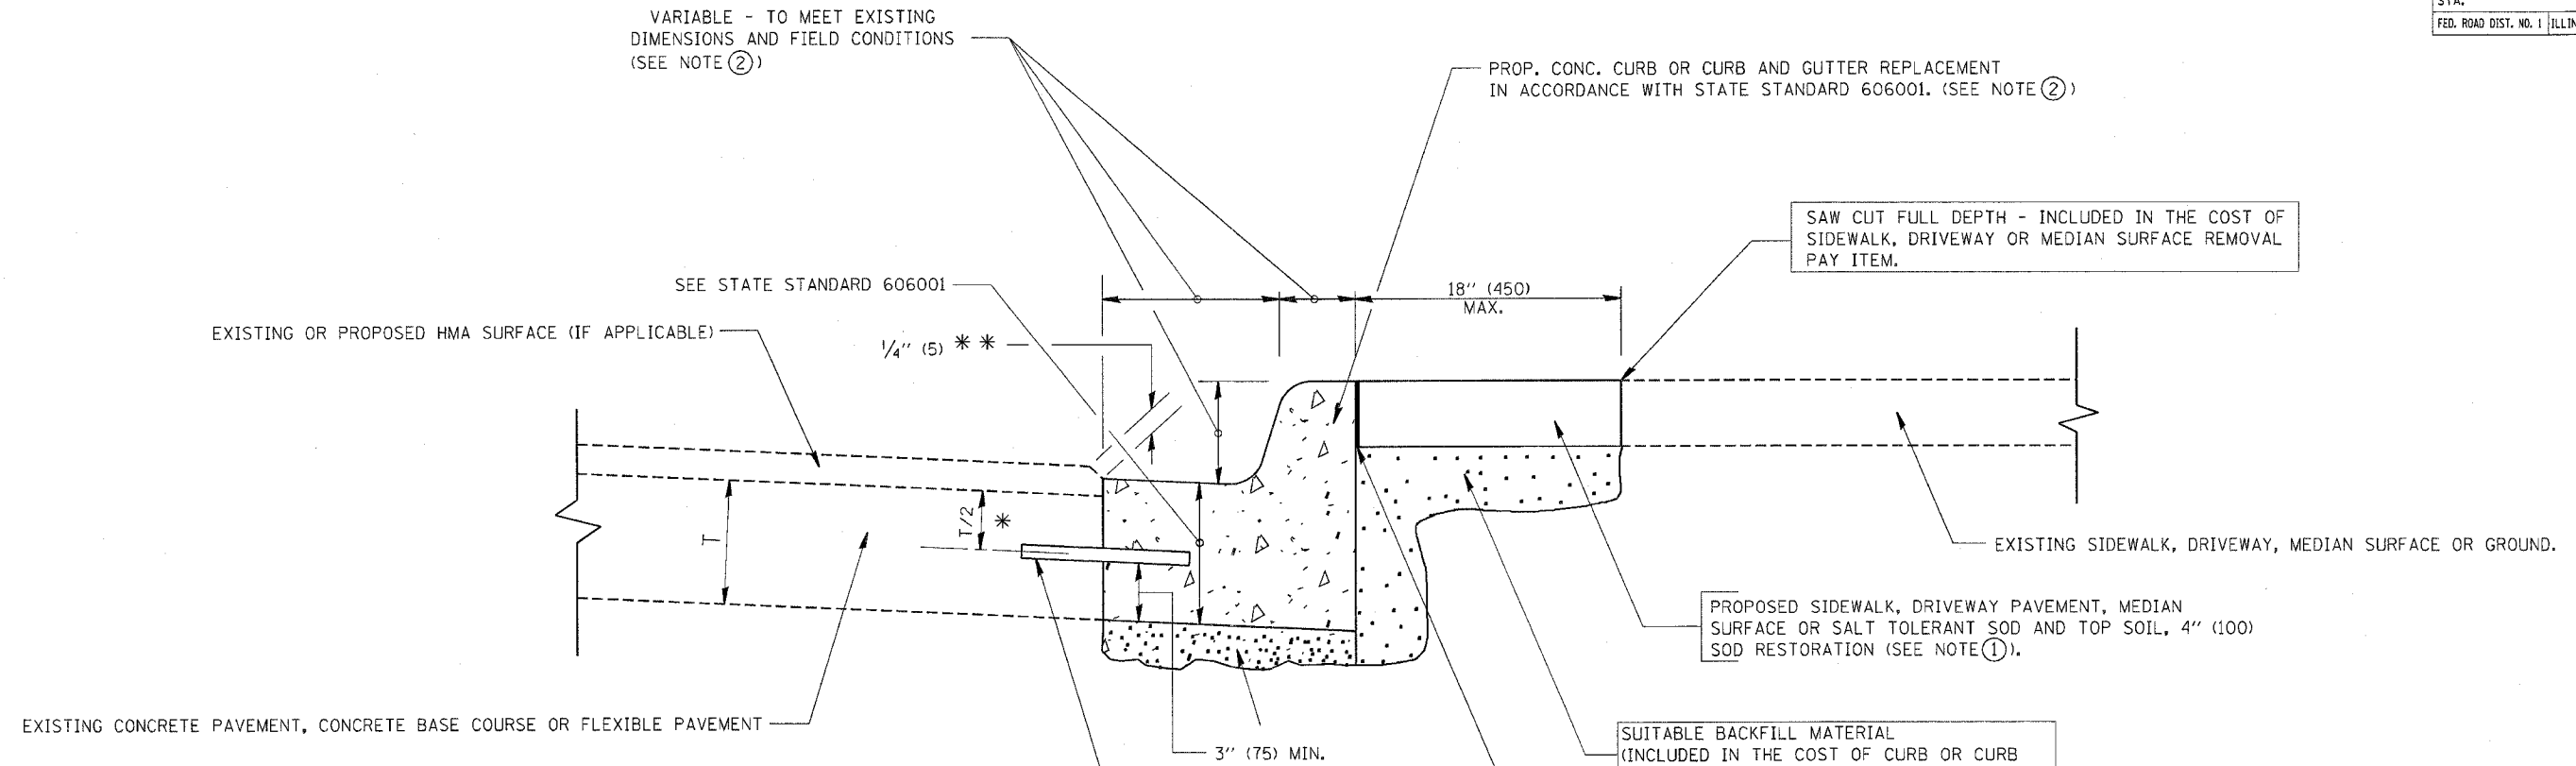 STA.
FED. ROAD DIST. NO. 1 ILLIN
VARIABLE - TO MEET EXISTING
DIMENSIONS AND FIELD CONDITIONS
(SEE NOTE 2)
PROP. CONC. CURB OR CURB AND GUTTER REPLACEMENT
IN ACCORDANCE WITH STATE STANDARD 606001. (SEE NOTE 2)
SAW CUT FULL DEPTH - INCLUDED IN THE COST OF
SIDEWALK, DRIVEWAY OR MEDIAN SURFACE REMOVAL
PAY ITEM.
SEE STATE STANDARD 606001
18" (450)
MAX.
EXISTING OR PROPOSED HMA SURFACE (IF APPLICABLE)
1/4" (5) * *
T
T/2 *
EXISTING SIDEWALK, DRIVEWAY, MEDIAN SURFACE OR GROUND.
PROPOSED SIDEWALK, DRIVEWAY PAVEMENT, MEDIAN
SURFACE OR SALT TOLERANT SOD AND TOP SOIL, 4" (100)
SOD RESTORATION (SEE NOTE 1).
EXISTING CONCRETE PAVEMENT, CONCRETE BASE COURSE OR FLEXIBLE PAVEMENT
3" (75) MIN.
SUITABLE BACKFILL MATERIAL
(INCLUDED IN THE COST OF CURB OR CURB